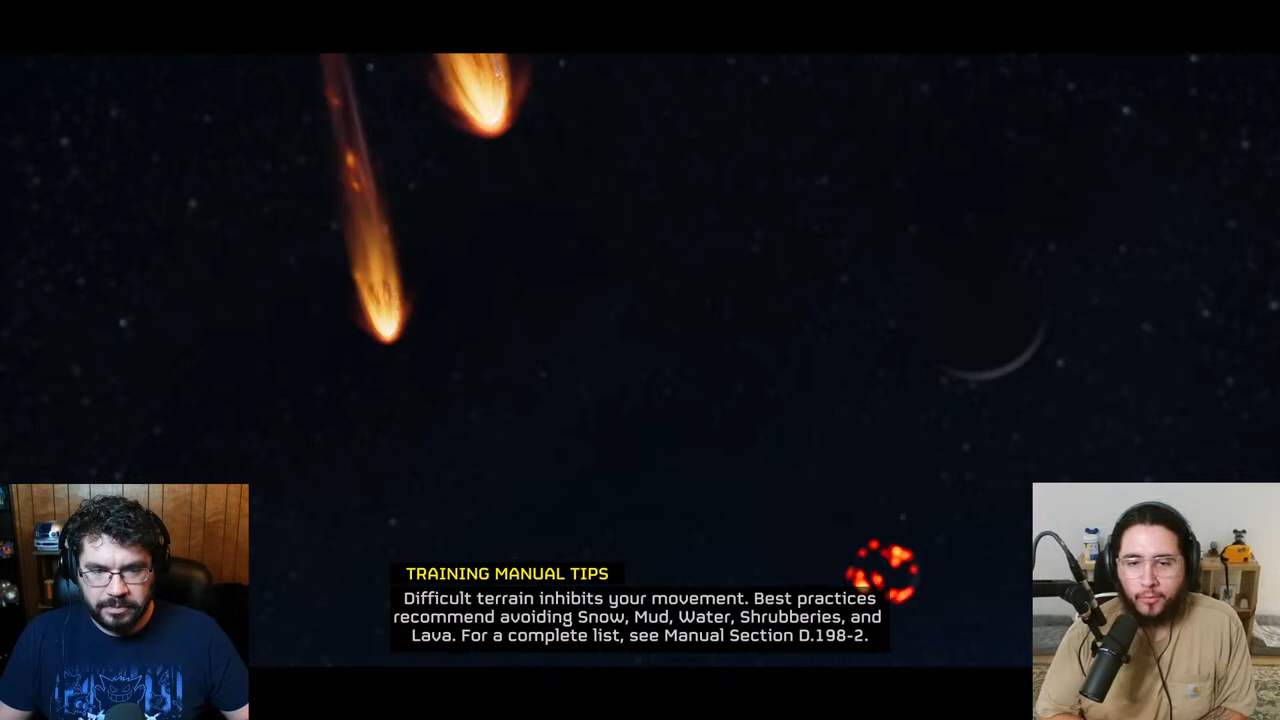 TRAINING MANUAL TIPS
Difficult terrain inhibits your movement. Best practices
recommend avoiding Snow, Mud, Water, Shrubberies, and
Lava. For a complete list, see Manual Section D.198-2.